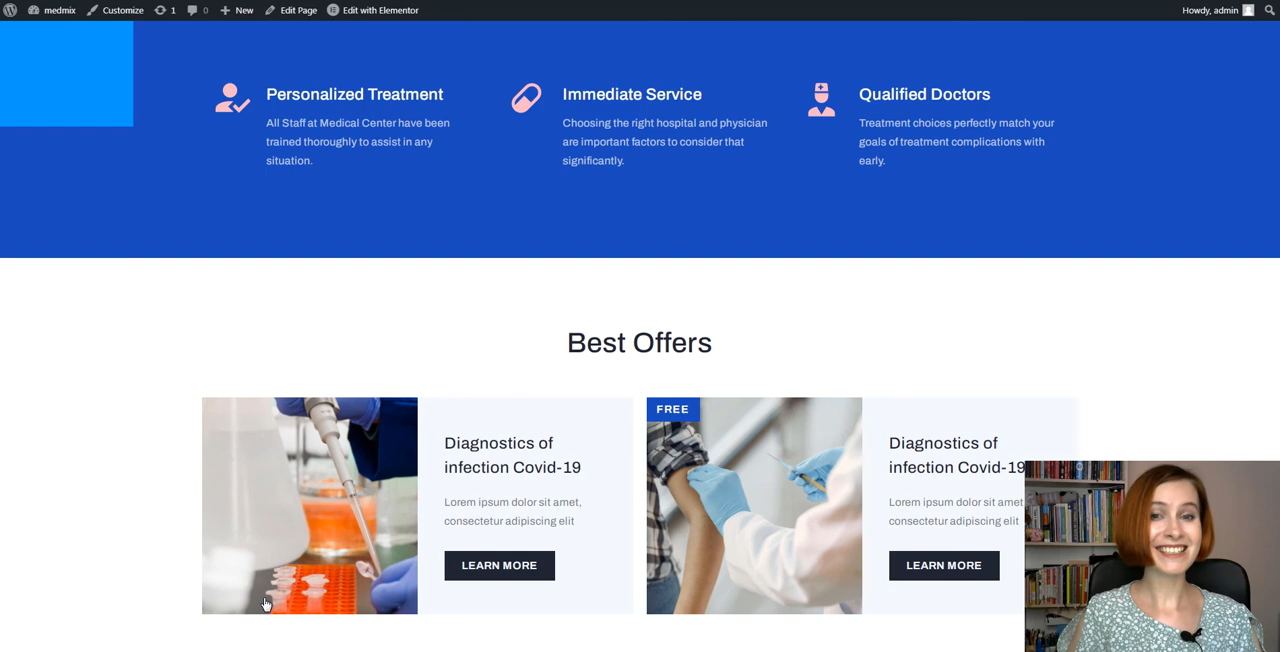 medmix Customize 1 0 New Edit Page Edit with Elementor Howdy, admin
Personalized Treatment
All Staff at Medical Center have been
trained thoroughly to assist in any
situation.
Immediate Service
Choosing the right hospital and physician
are important factors to consider that
significantly.
Qualified Doctors
Treatment choices perfectly match your
goals of treatment complications with
early.
Best Offers
Diagnostics of
infection Covid-19
Lorem ipsum dolor sit amet,
consectetur adipiscing elit
LEARN MORE
FREE
Diagnostics of
infection Covid-19
Lorem ipsum dolor sit amet
consectetur adipiscing elit
LEARN MORE